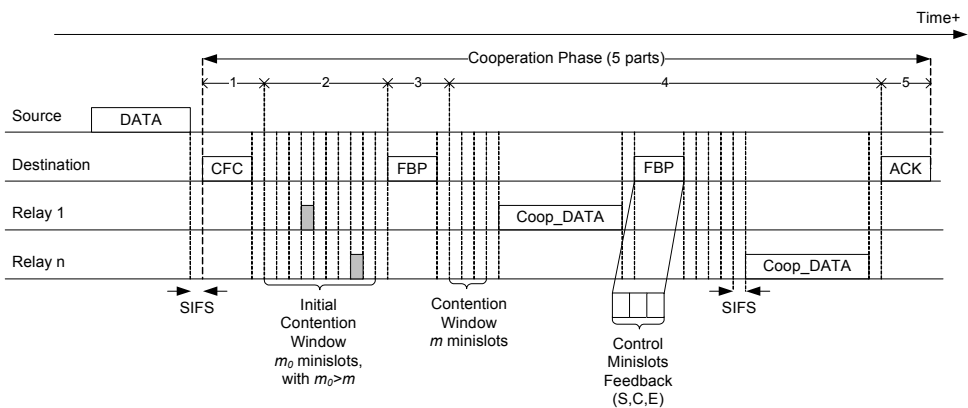 Time+
Cooperation Phase (5 parts)
1 2 3 4 5
Source DATA
Destination CFC FBP FBP ACK
Relay 1 Coop_DATA
Relay n Coop_DATA
SIFS
Initial
Contention
Window
m₀ minislots,
with m₀>m
Contention
Window
m minislots
Control
Minislots
Feedback
(S,C,E)
SIFS